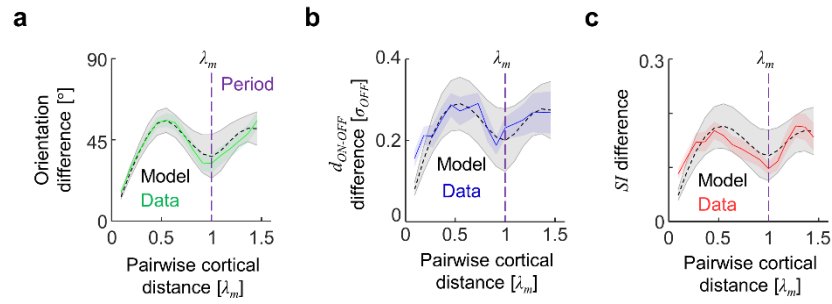 a
90
45
0
Orientation
difference [°]
λm
Period
Model
Data
0
0.5
1
1.5
Pairwise cortical
distance [λm]
b
0.4
0.2
0
dON-OFF
difference [σOFF]
λm
Model
Data
0
0.5
1
1.5
Pairwise cortical
distance [λm]
c
0.3
0
SI difference
λm
Model
Data
0
0.5
1
1.5
Pairwise cortical
distance [λm]